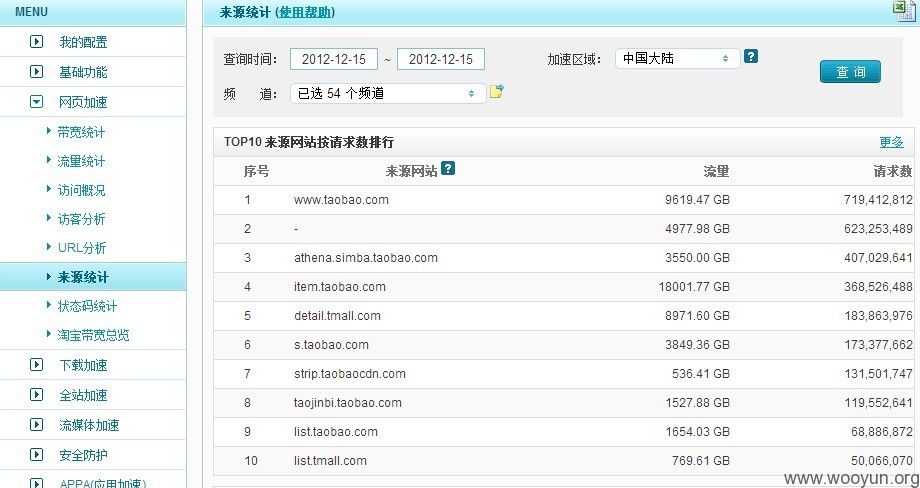 MENU
我的配置
基础功能
网页加速
带宽统计
流量统计
访问概况
访客分析
URL分析
来源统计
状态码统计
淘宝带宽总览
下载加速
全站加速
流媒体加速
安全防护
APPA(应用加速)
来源统计 (使用帮助)
查询时间： 2012-12-15 ~ 2012-12-15 加速区域： 中国大陆 ?
频 道： 已选 54 个频道
查 询
TOP10 来源网站按请求数排行 更多
序号 来源网站 ? 流量 请求数
1 www.taobao.com 9619.47 GB 719,412,812
2 - 4977.98 GB 623,253,489
3 athena.simba.taobao.com 3550.00 GB 407,029,641
4 item.taobao.com 18001.77 GB 368,526,488
5 detail.tmall.com 8971.60 GB 183,863,976
6 s.taobao.com 3849.36 GB 173,377,662
7 strip.taobaocdn.com 536.41 GB 131,501,747
8 taojinbi.taobao.com 1527.88 GB 119,552,641
9 list.taobao.com 1654.03 GB 68,886,872
10 list.tmall.com 769.61 GB 50,066,070
www.wooyun.org